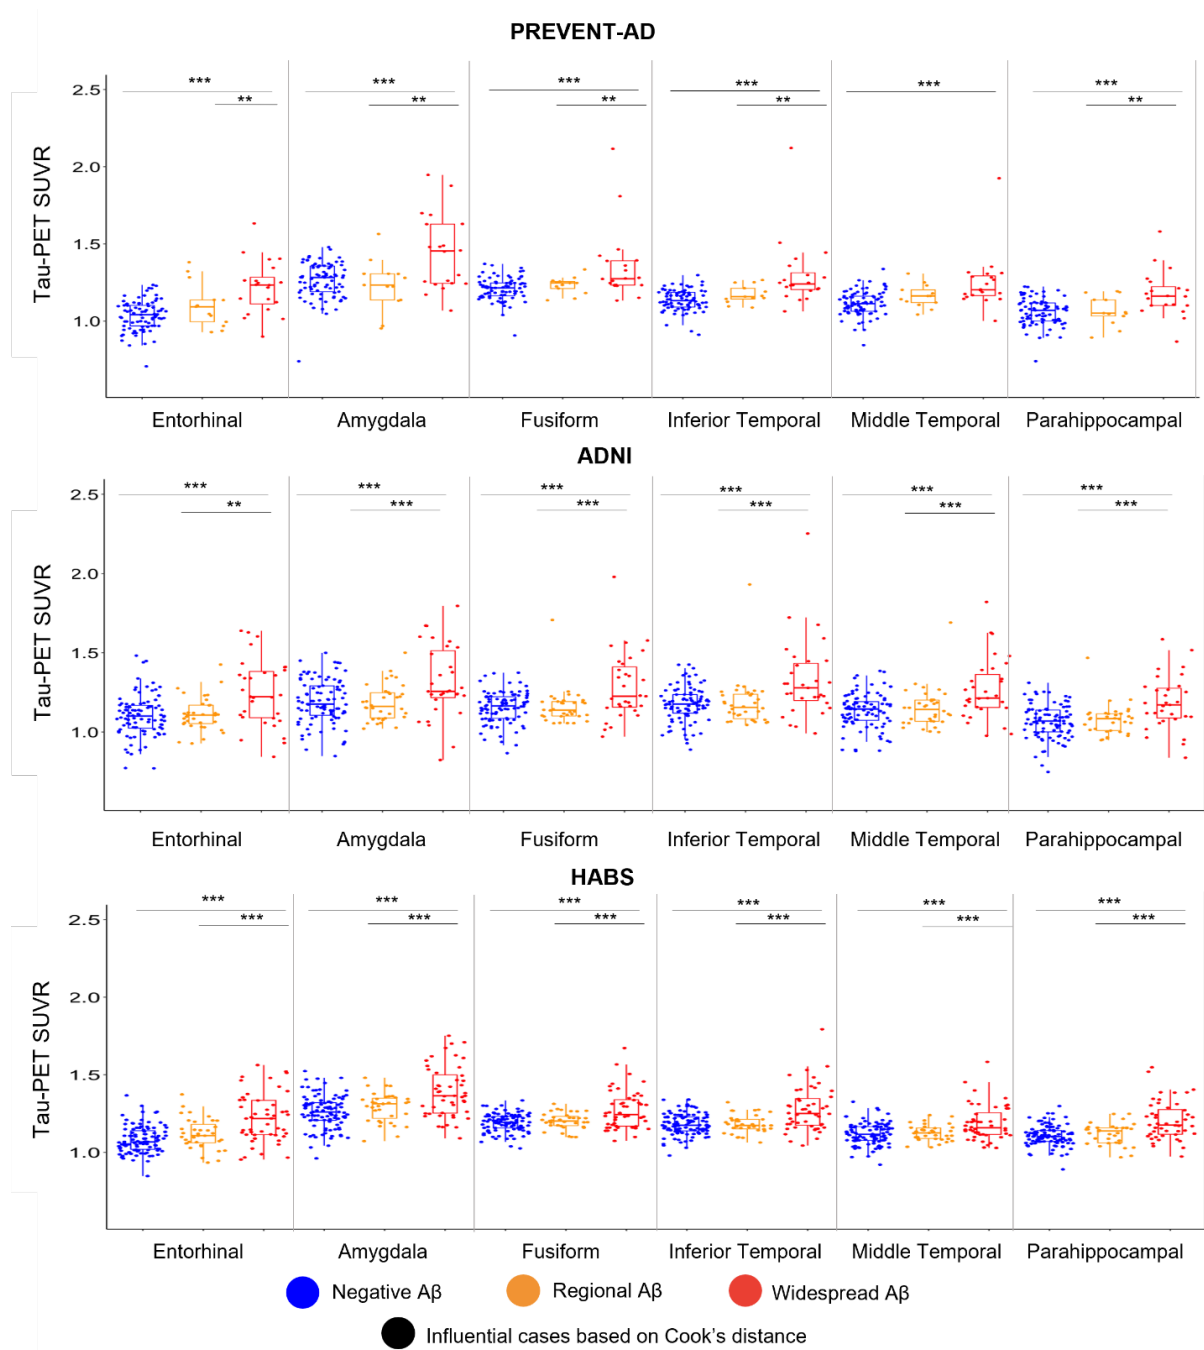 PREVENT-AD
*** *** *** *** *** ***
** ** ** ** **
2.5
2.0
1.5
1.0
Tau-PET SUVR
Entorhinal Amygdala Fusiform Inferior Temporal Middle Temporal Parahippocampal
ADNI
*** *** *** *** *** ***
** *** *** *** *** ***
2.5
2.0
1.5
1.0
Tau-PET SUVR
Entorhinal Amygdala Fusiform Inferior Temporal Middle Temporal Parahippocampal
HABS
*** *** *** *** *** ***
*** *** *** *** *** ***
2.5
2.0
1.5
1.0
Tau-PET SUVR
Entorhinal Amygdala Fusiform Inferior Temporal Middle Temporal Parahippocampal
Negative Aβ Regional Aβ Widespread Aβ
Influential cases based on Cook's distance